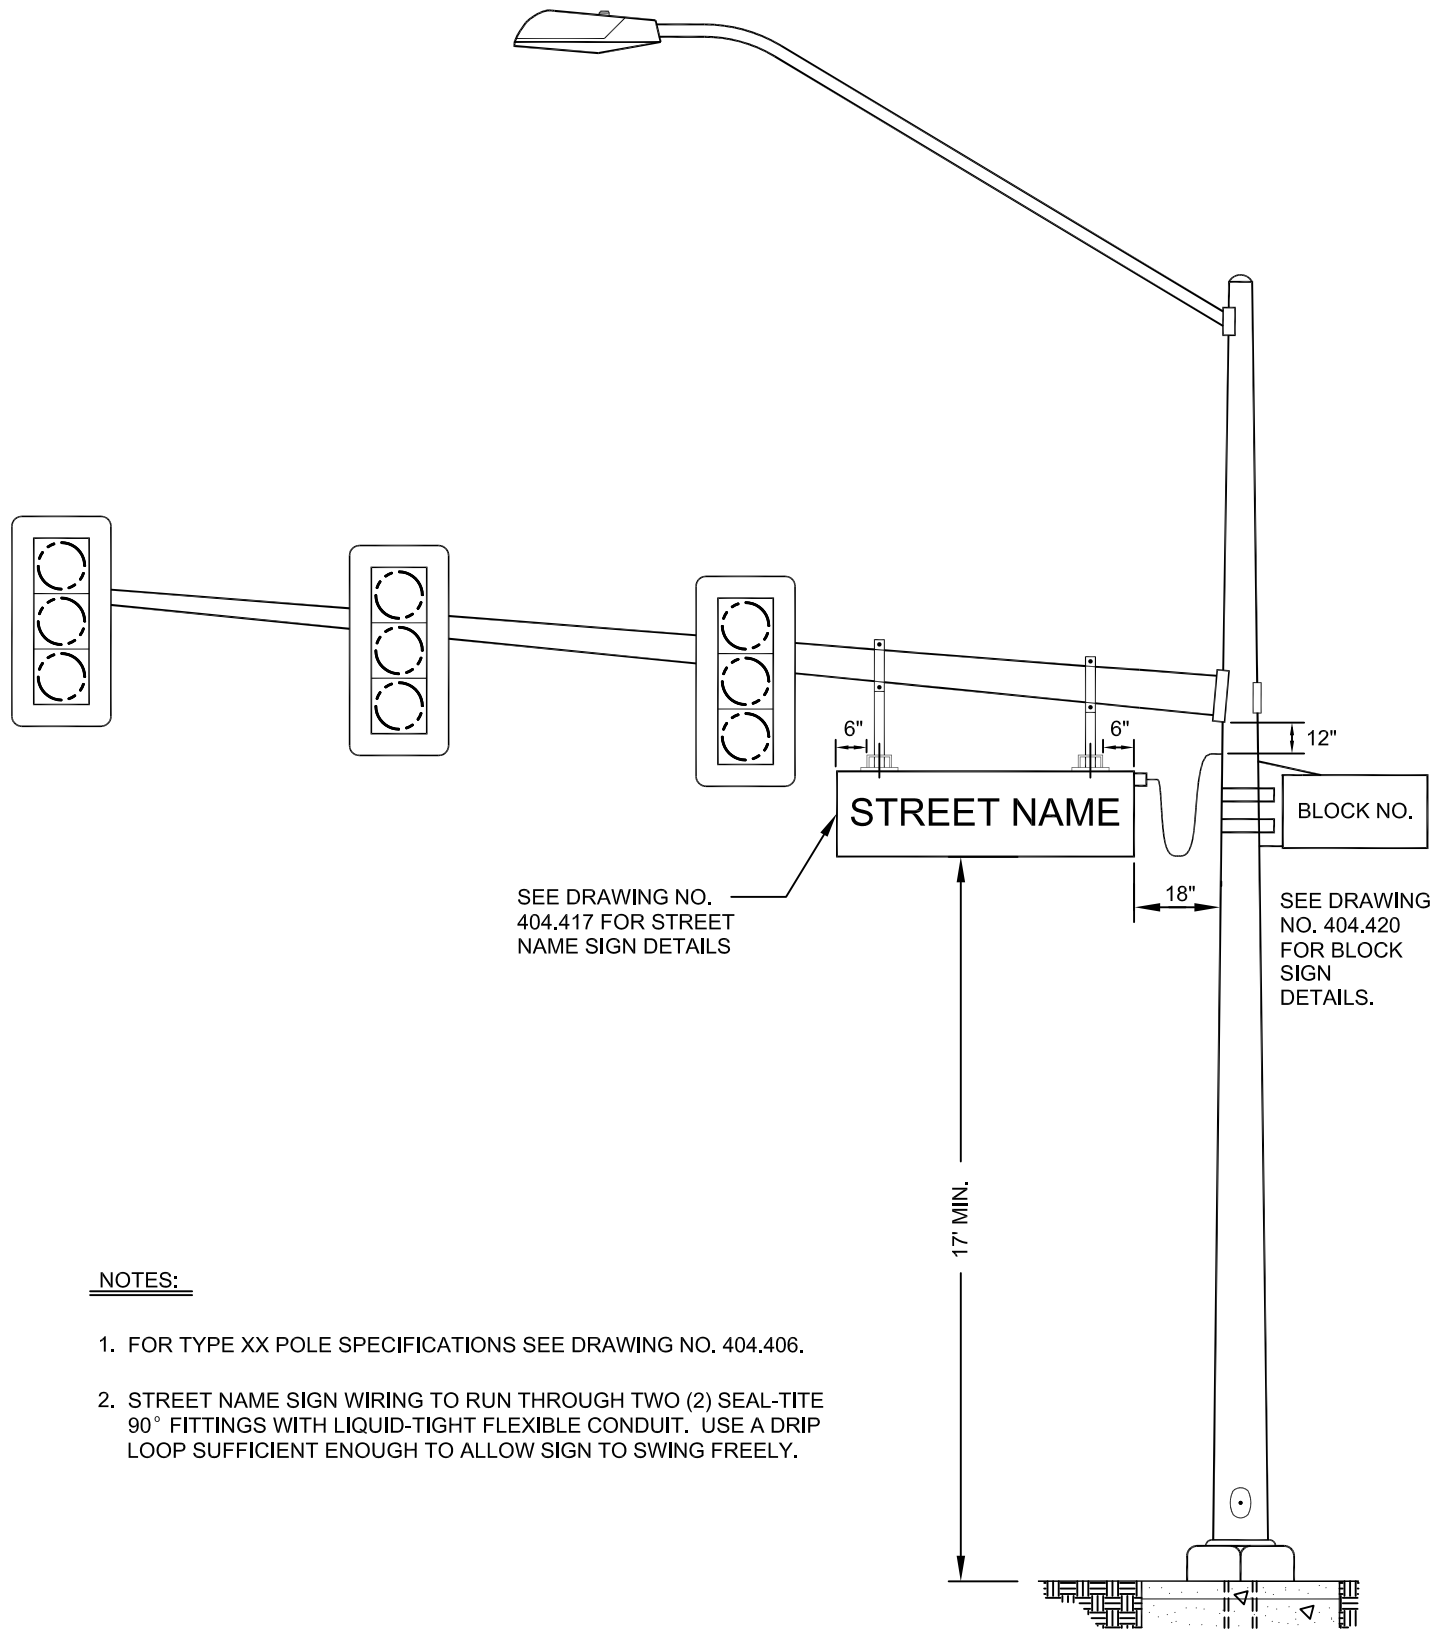 6"
6"
12"
STREET NAME
BLOCK NO.
18"
SEE DRAWING NO.
404.417 FOR STREET
NAME SIGN DETAILS
SEE DRAWING
NO. 404.420
FOR BLOCK
SIGN
DETAILS.
17' MIN.
NOTES:
1. FOR TYPE XX POLE SPECIFICATIONS SEE DRAWING NO. 404.406.
2. STREET NAME SIGN WIRING TO RUN THROUGH TWO (2) SEAL-TITE
90° FITTINGS WITH LIQUID-TIGHT FLEXIBLE CONDUIT. USE A DRIP
LOOP SUFFICIENT ENOUGH TO ALLOW SIGN TO SWING FREELY.